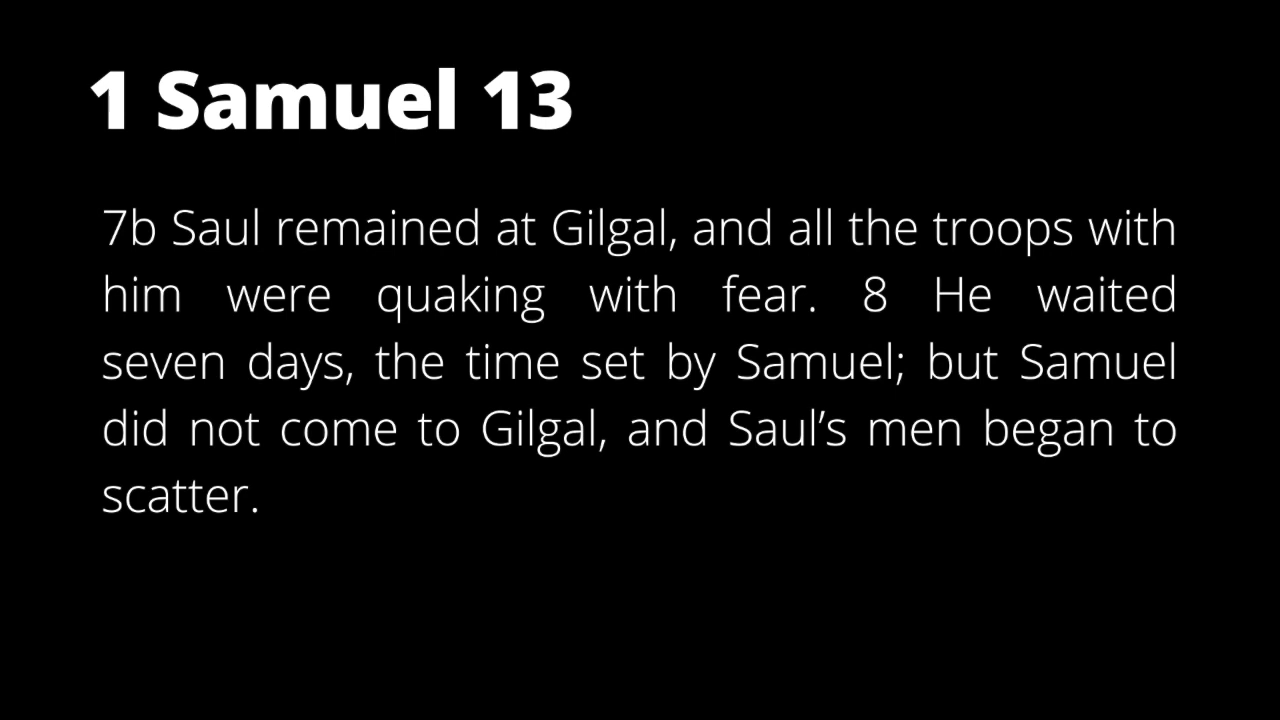 1 Samuel 13
7b Saul remained at Gilgal, and all the troops with
him were quaking with fear. 8 He waited
seven days, the time set by Samuel; but Samuel
did not come to Gilgal, and Saul’s men began to
scatter.